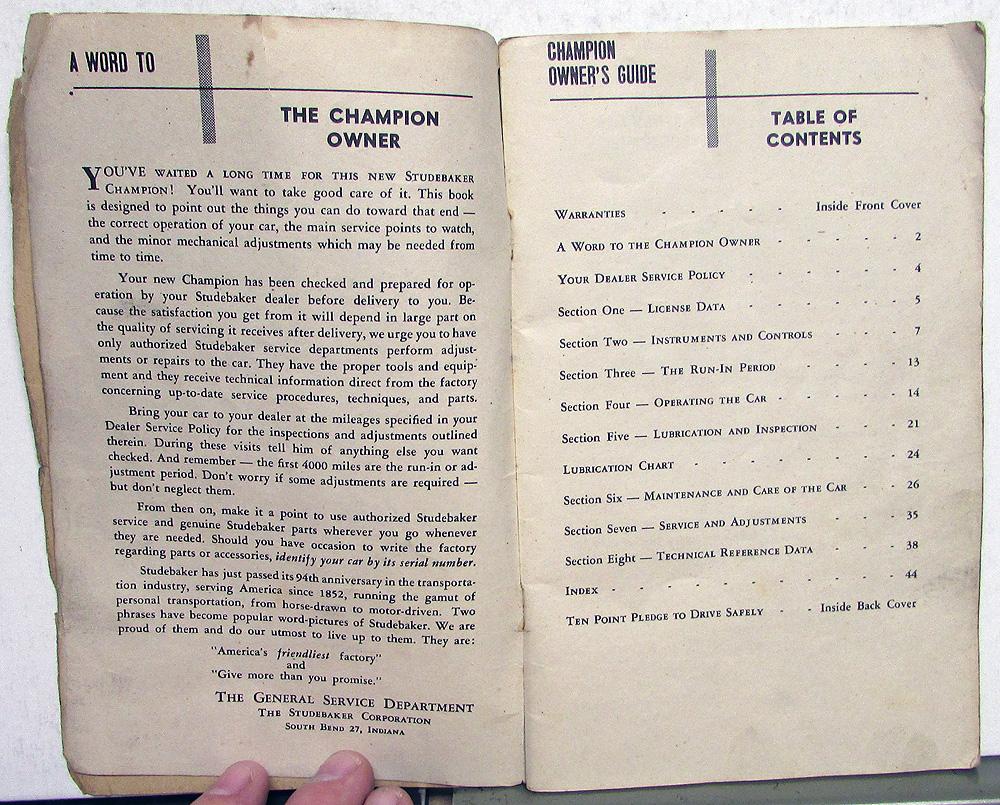 A WORD TO
THE CHAMPION
OWNER
YOU'VE WAITED A LONG TIME FOR THIS NEW STUDEBAKER
CHAMPION! You'll want to take good care of it. This book
is designed to point out the things you can do toward that end —
the correct operation of your car, the main service points to watch,
and the minor mechanical adjustments which may be needed from
time to time.
Your new Champion has been checked and prepared for op-
eration by your Studebaker dealer before delivery to you. Be-
cause the satisfaction you get from it will depend in large part on
the quality of servicing it receives after delivery, we urge you to have
only authorized Studebaker service departments perform adjust-
ments or repairs to the car. They have the proper tools and equip-
ment and they receive technical information direct from the factory
concerning up-to-date service procedures, techniques, and parts.
Bring your car to your dealer at the mileages specified in your
Dealer Service Policy for the inspections and adjustments outlined
therein. During these visits tell him of anything else you want
checked. And remember — the first 4000 miles are the run-in or ad-
justment period. Don't worry if some adjustments are required —
but don't neglect them.
From then on, make it a point to use authorized Studebaker
service and genuine Studebaker parts wherever you go whenever
they are needed. Should you have occasion to write the factory
regarding parts or accessories, identify your car by its serial number.
Studebaker has just passed its 94th anniversary in the transporta-
tion industry, serving America since 1852, running the gamut of
personal transportation, from horse-drawn to motor-driven. Two
phrases have become popular word-pictures of Studebaker. We are
proud of them and do our utmost to live up to them. They are:
"America's friendliest factory"
and
"Give more than you promise."
THE GENERAL SERVICE DEPARTMENT
THE STUDEBAKER CORPORATION
SOUTH BEND 27, INDIANA
CHAMPION
OWNER'S GUIDE
TABLE OF
CONTENTS
WARRANTIES - - - - - Inside Front Cover
A WORD TO THE CHAMPION OWNER - - - - - 2
YOUR DEALER SERVICE POLICY - - - - - - 4
Section One — LICENSE DATA - - - - - - 5
Section Two — INSTRUMENTS AND CONTROLS - - - 7
Section Three — THE RUN-IN PERIOD - - - - 13
Section Four — OPERATING THE CAR - - - - - 14
Section Five — LUBRICATION AND INSPECTION - - - 21
LUBRICATION CHART - - - - - - - 24
Section Six — MAINTENANCE AND CARE OF THE CAR - - 26
Section Seven — SERVICE AND ADJUSTMENTS - - - 35
Section Eight — TECHNICAL REFERENCE DATA - - - 38
INDEX - - - - - - - - - - 44
TEN POINT PLEDGE TO DRIVE SAFELY - - Inside Back Cover